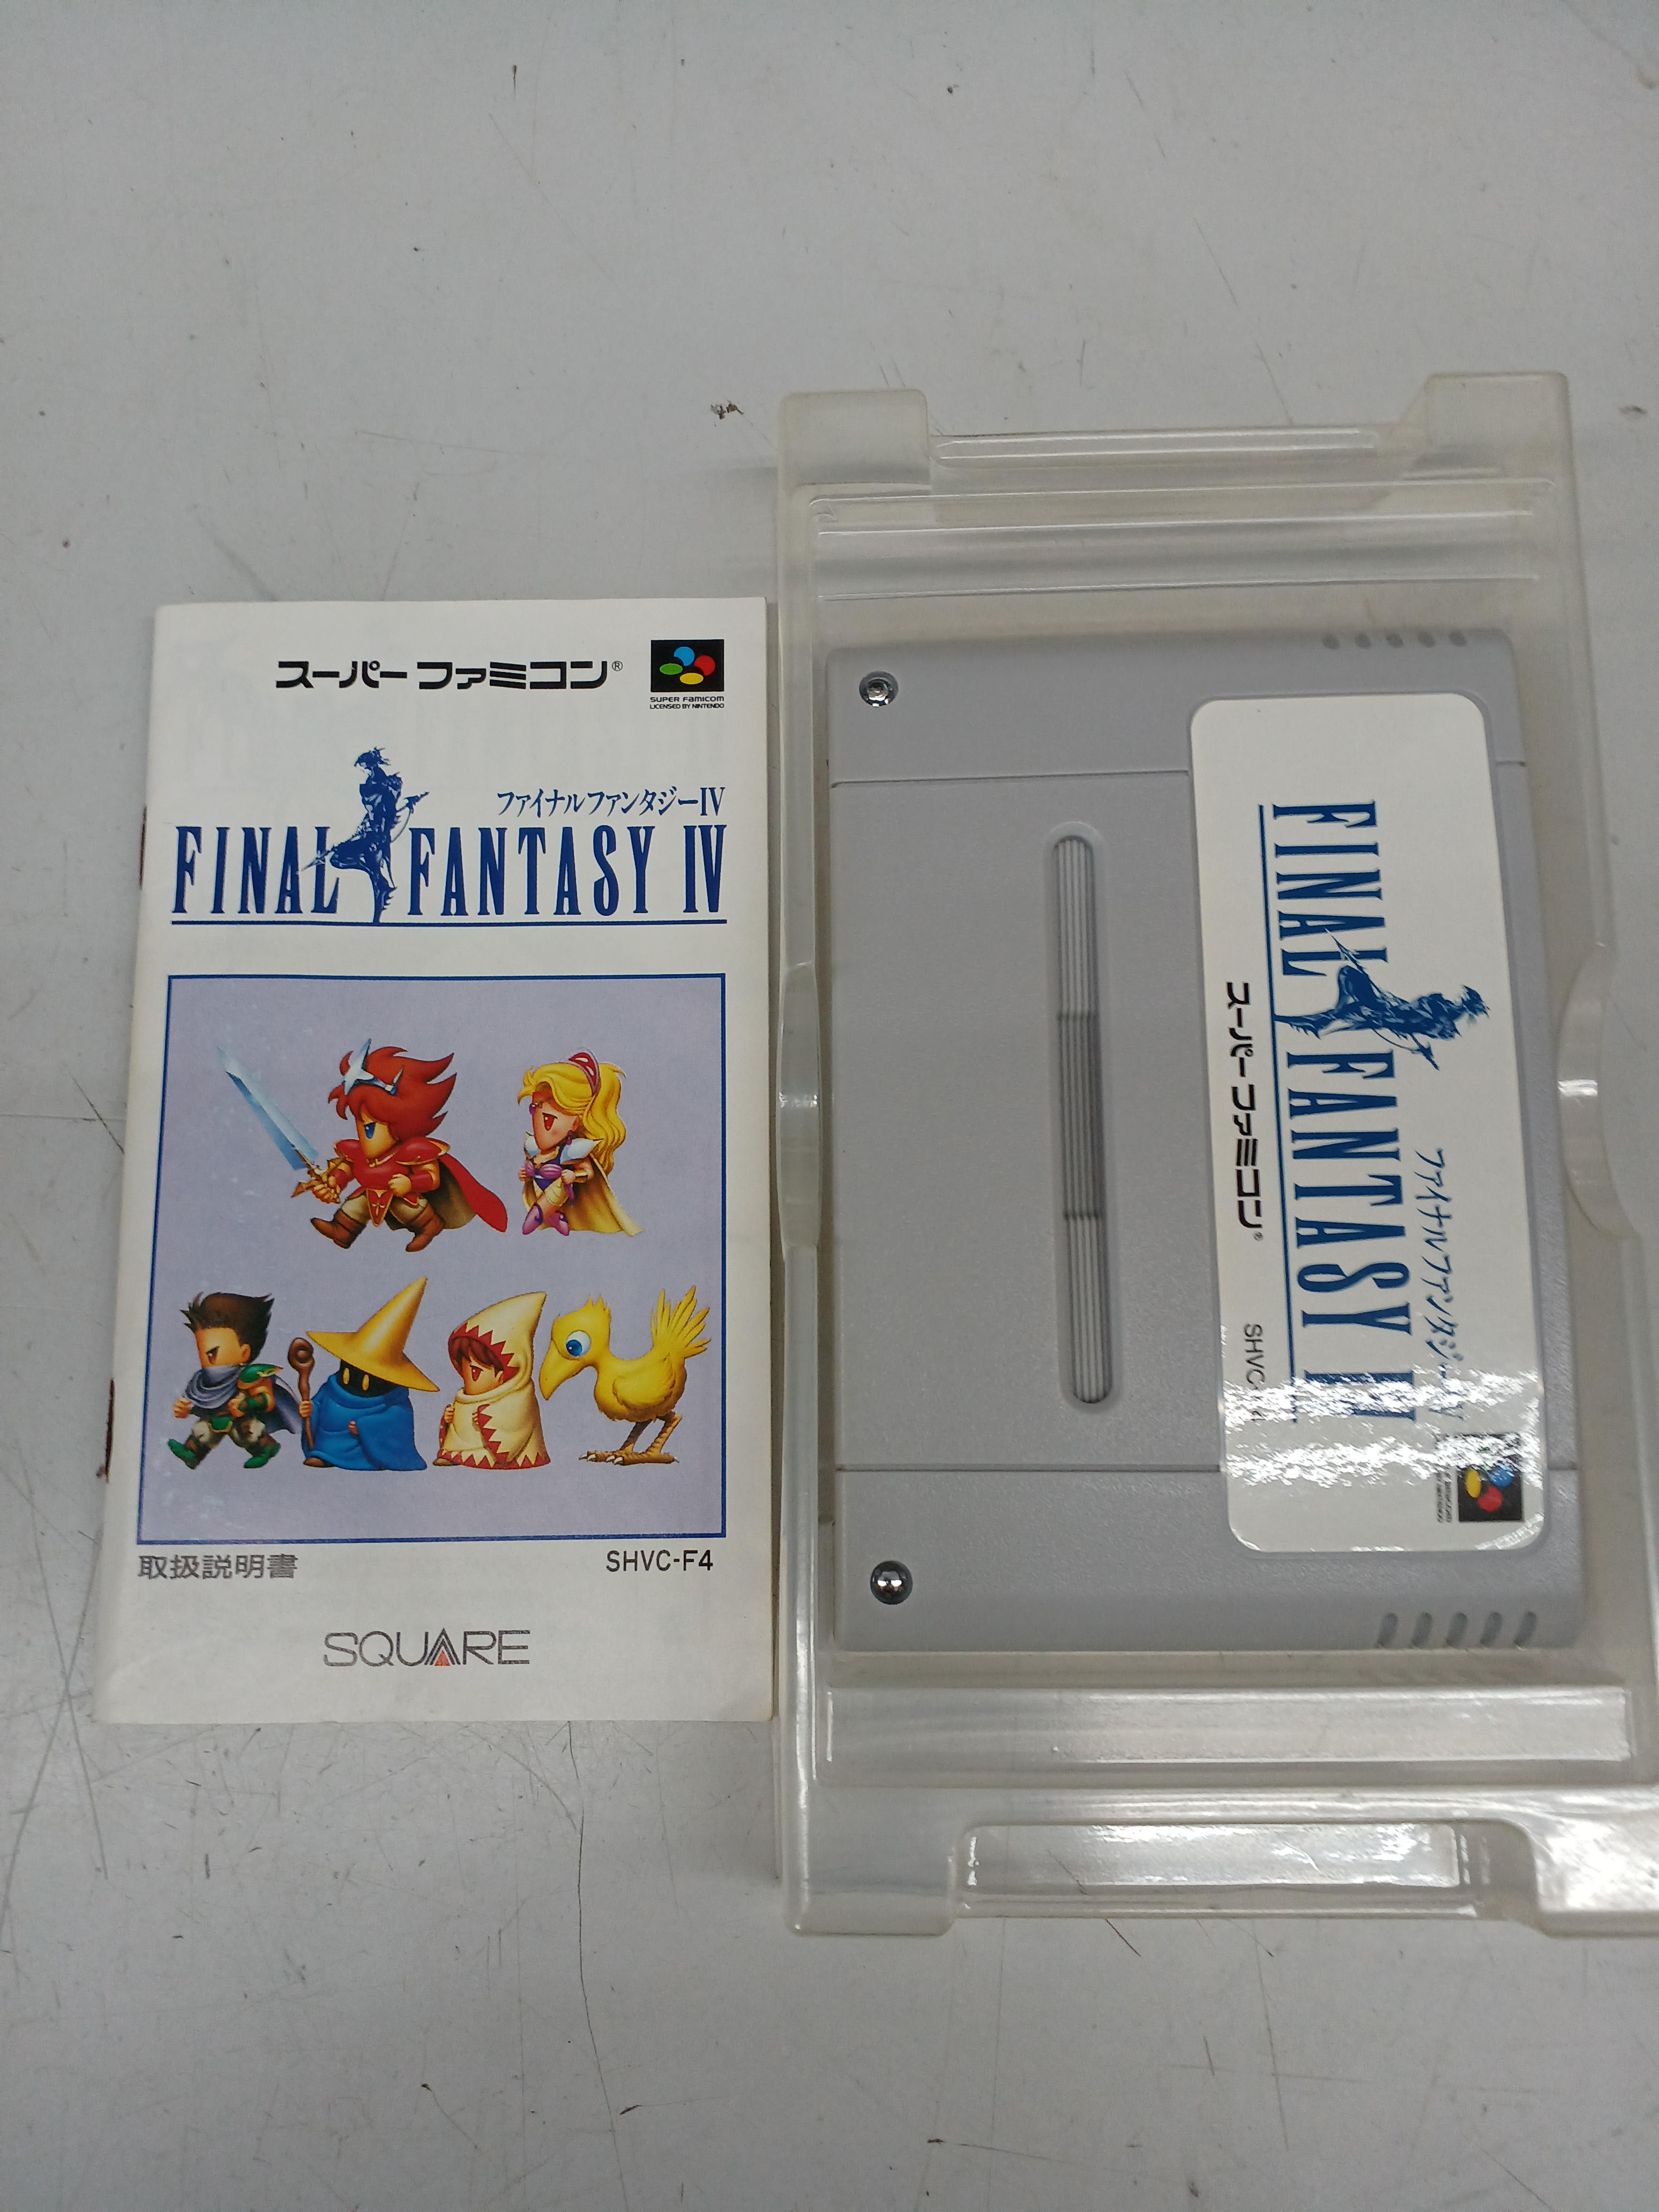 スーパーファミコン®
SUPER FAMICOM
LICENSED BY NINTENDO
ファイナルファンタジーIV
FINAL FANTASY IV
取扱説明書
SHVC-F4
SQUARE
ファイナルファンタジーIV
FINAL FANTASY IV
スーパーファミコン®